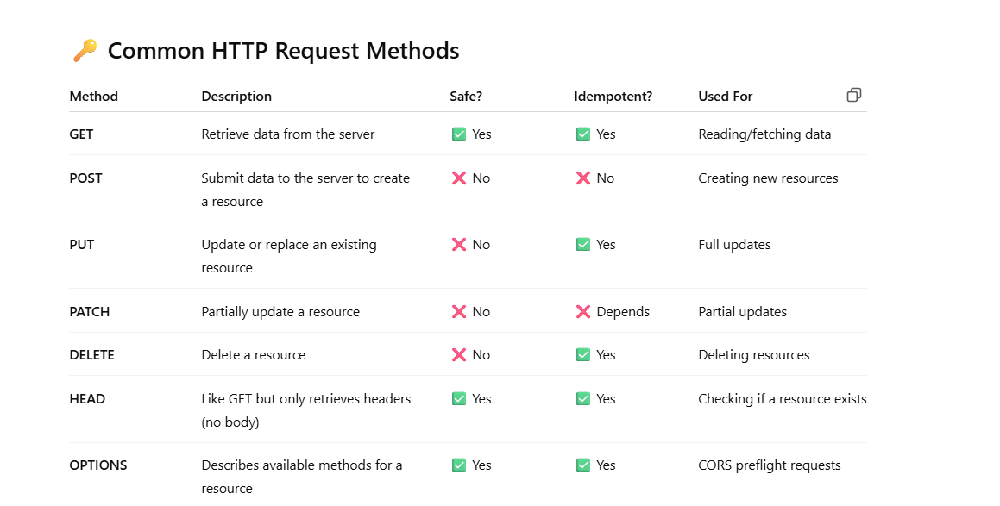 🔑 Common HTTP Request Methods
Method Description Safe? Idempotent? Used For
GET Retrieve data from the server ✅ Yes ✅ Yes Reading/fetching data
POST Submit data to the server to create
a resource ❌ No ❌ No Creating new resources
PUT Update or replace an existing
resource ❌ No ✅ Yes Full updates
PATCH Partially update a resource ❌ No ❌ Depends Partial updates
DELETE Delete a resource ❌ No ✅ Yes Deleting resources
HEAD Like GET but only retrieves headers
(no body) ✅ Yes ✅ Yes Checking if a resource exists
OPTIONS Describes available methods for a
resource ✅ Yes ✅ Yes CORS preflight requests